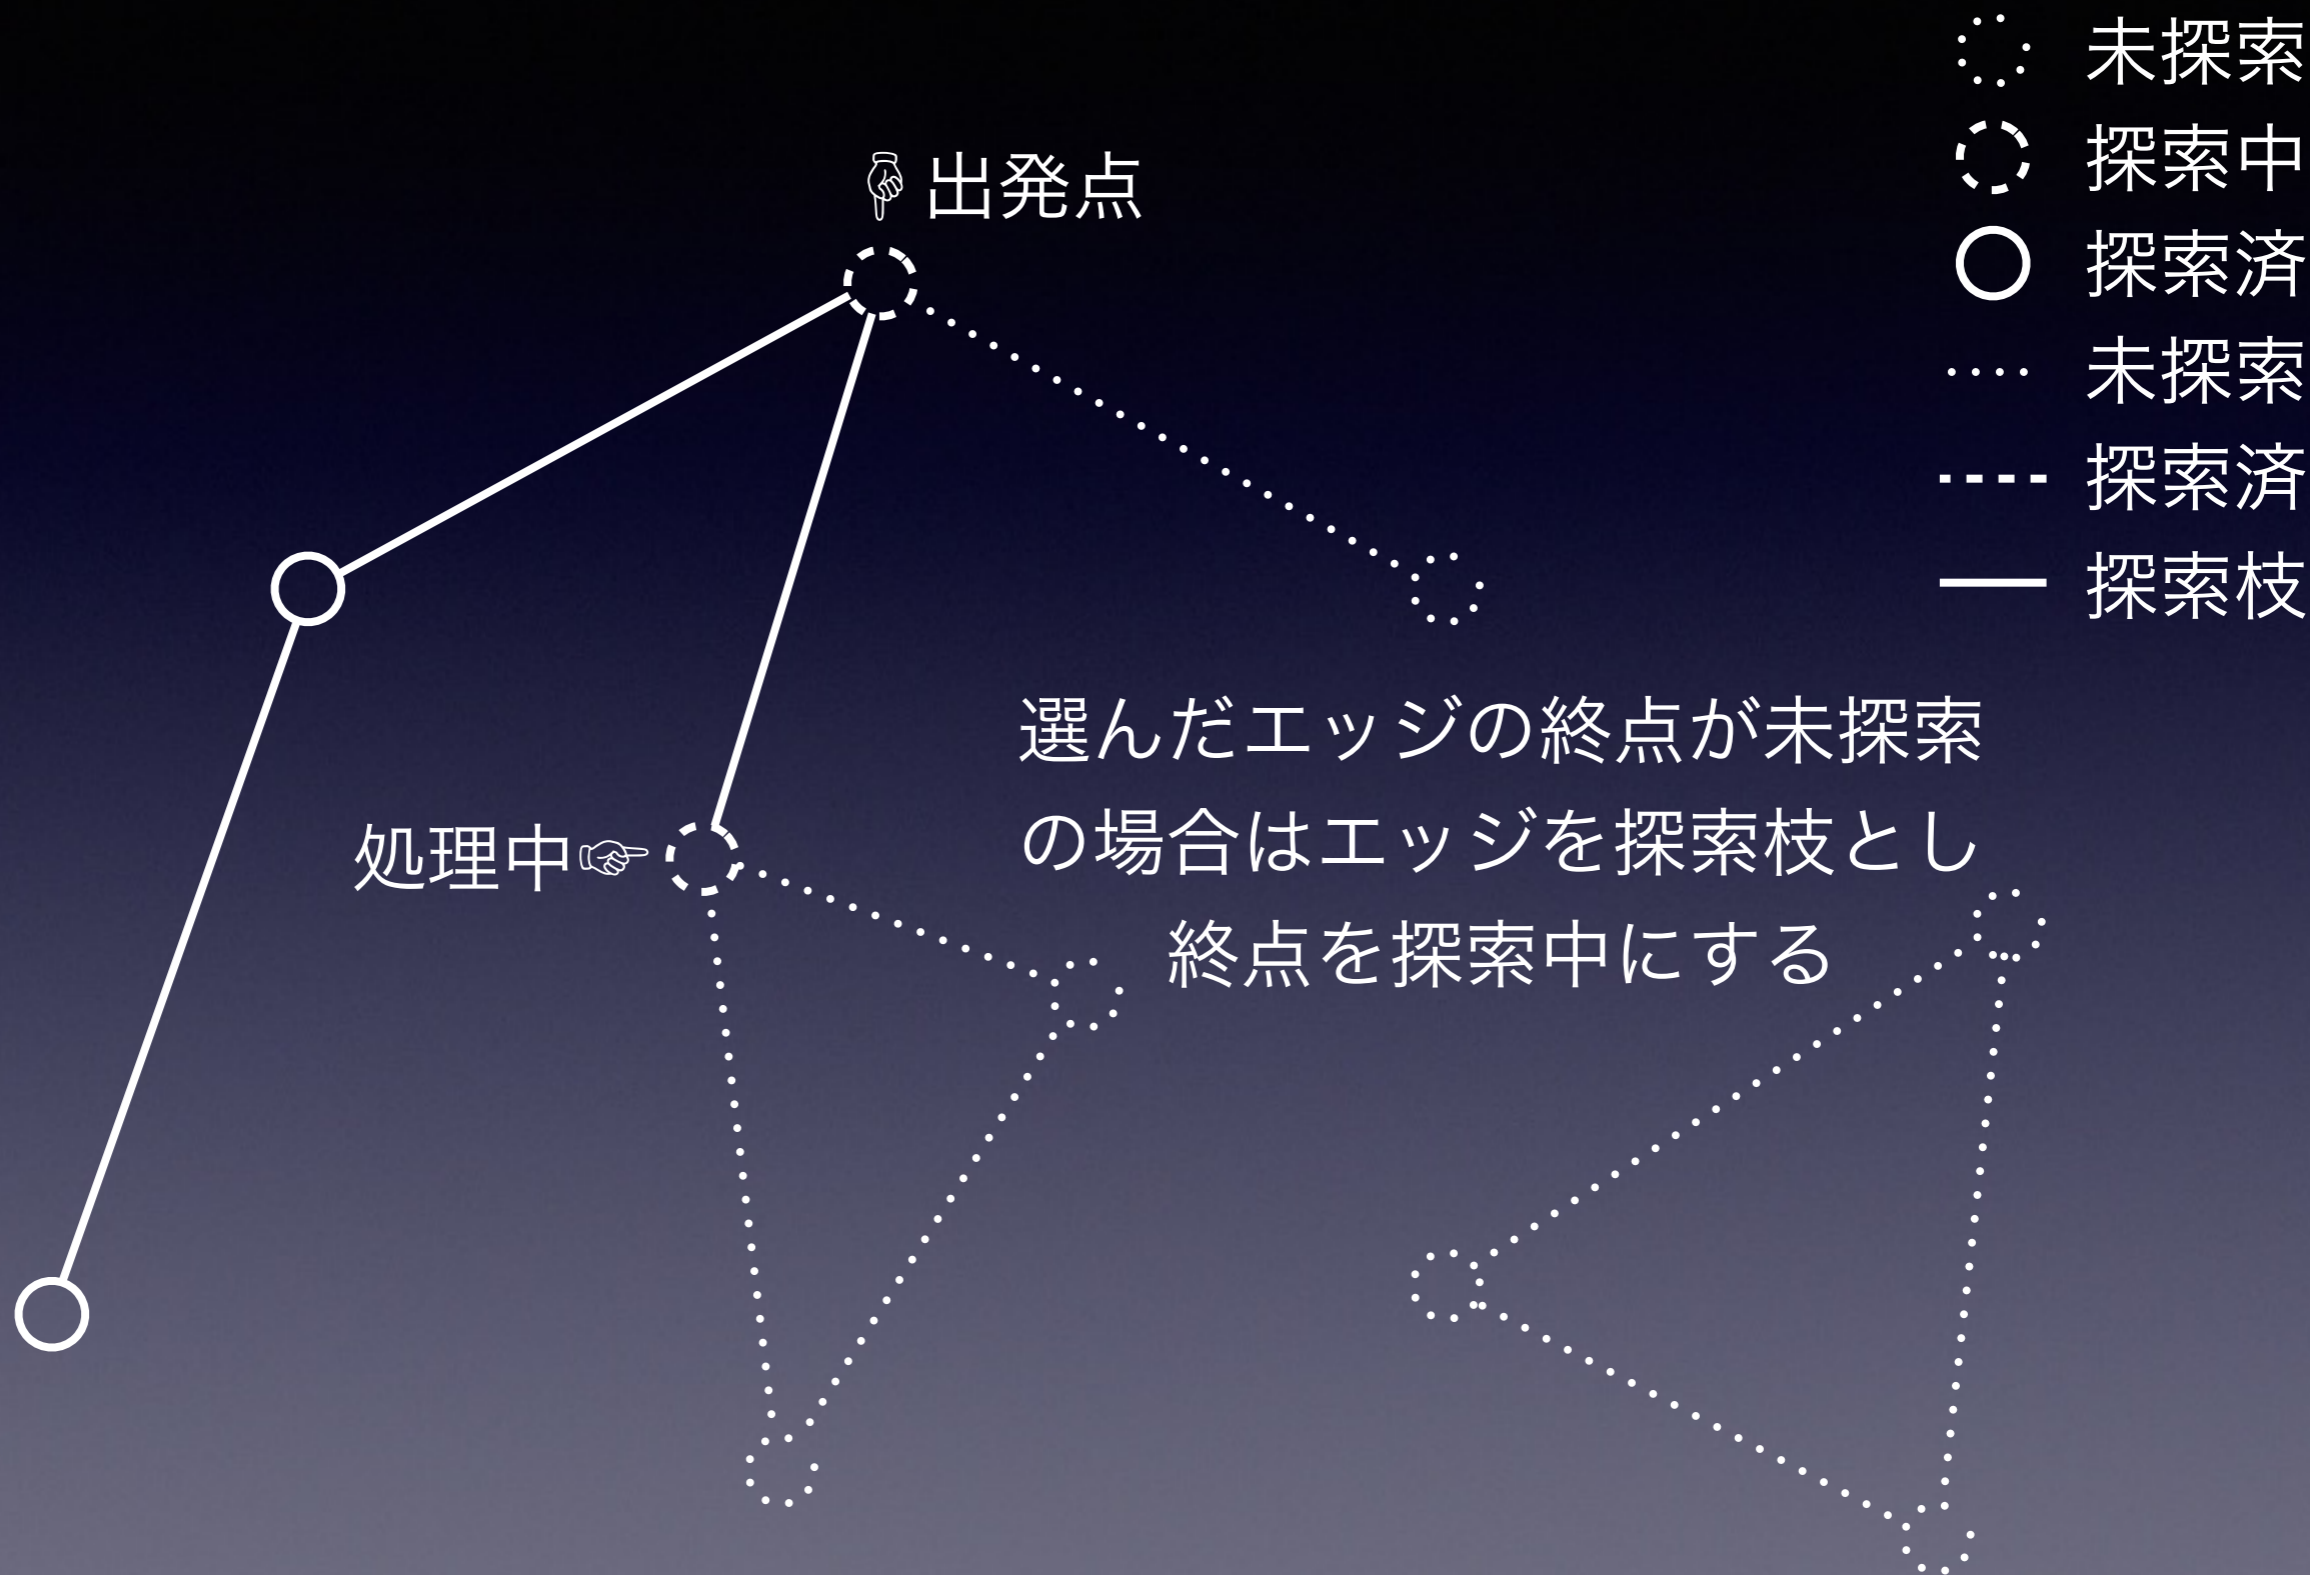 未探索
探索中
探索済
未探索
探索済
探索枝
☟出発点
選んだエッジの終点が未探索
の場合はエッジを探索枝とし
終点を探索中にする
処理中☞